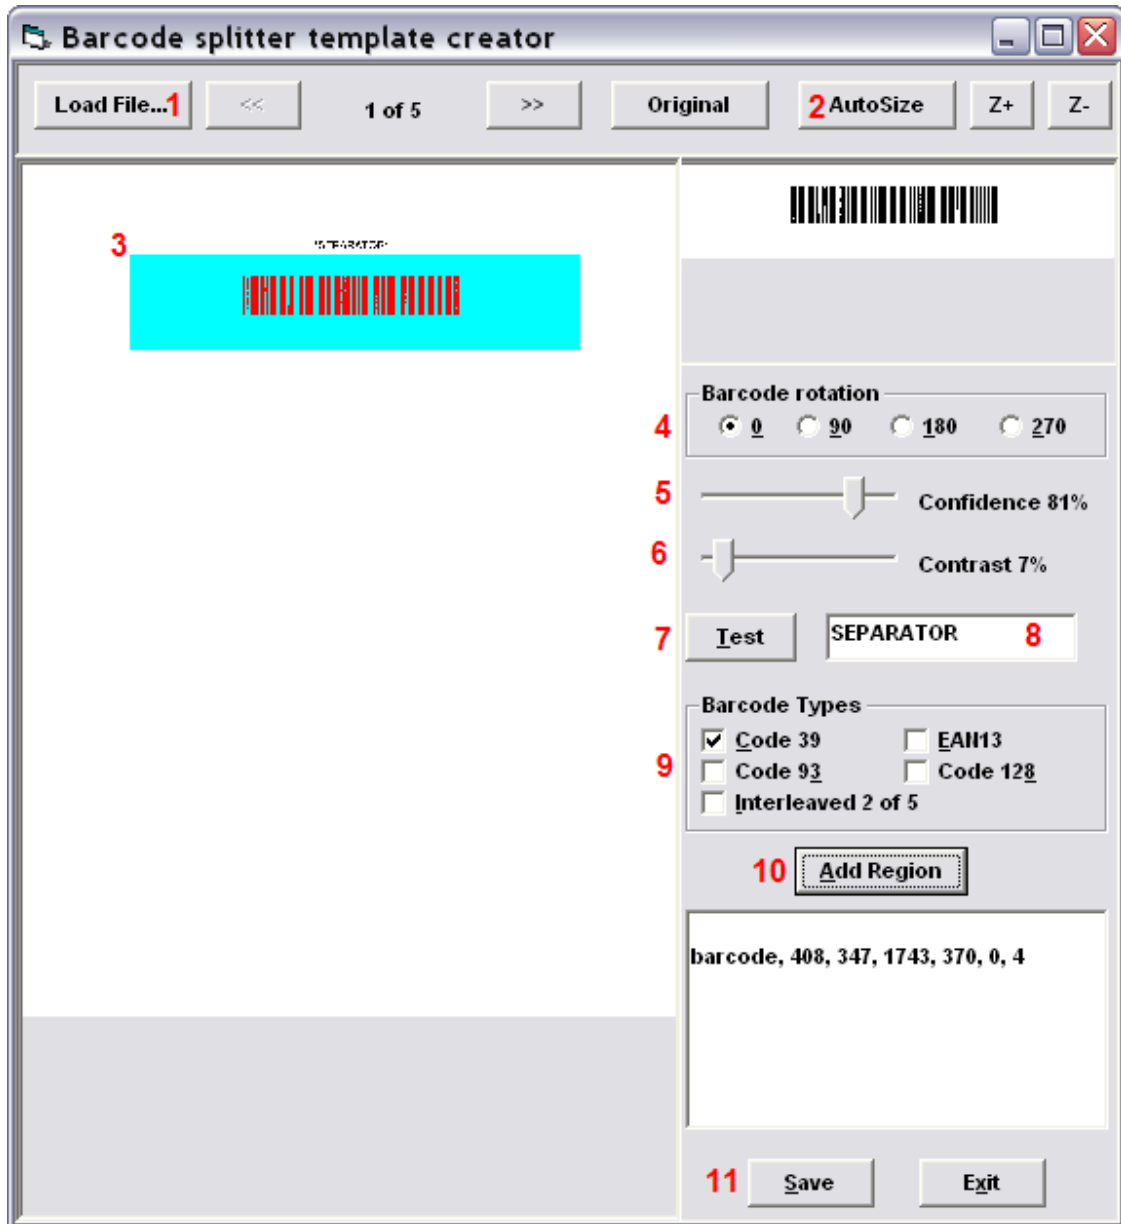 Barcode splitter template creator
Load File...1 << 1 of 5 >> Original 2 AutoSize Z+ Z-
3 *SEPARATOR*
Barcode rotation
4 0 90 180 270
5 Confidence 81%
6 Contrast 7%
7 Test SEPARATOR 8
Barcode Types
Code 39 EAN13
9 Code 93 Code 128
Interleaved 2 of 5
10 Add Region
barcode, 408, 347, 1743, 370, 0, 4
11 Save Exit